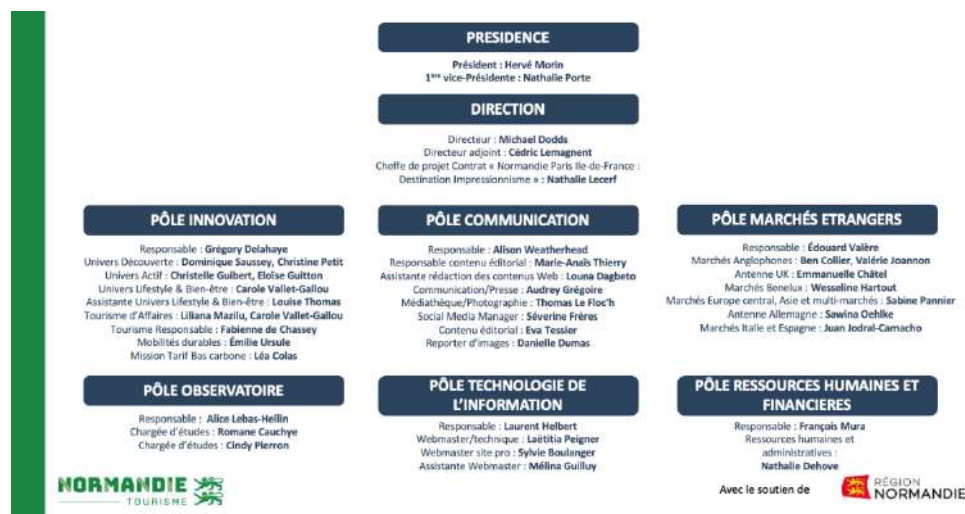 PRESIDENCE
Président : Hervé Morin
1ère vice-Présidente : Nathalie Porte
DIRECTION
Directeur : Michael Dodds
Directeur adjoint : Cédric Lemagnent
Cheffe de projet Contrat « Normandie Paris Ile-de-France :
Destination Impressionnisme » : Nathalie Lecerf
PÔLE INNOVATION
Responsable : Grégory Delahaye
Univers Découverte : Dominique Saussey, Christine Petit
Univers Actif : Christelle Guibert, Eloïse Guitton
Univers Lifestyle & Bien-être : Carole Vallet-Gallou
Assistante Univers Lifestyle & Bien-être : Louise Thomas
Tourisme d'Affaires : Liliana Mazilu, Carole Vallet-Gallou
Tourisme Responsable : Fabienne de Chassey
Mobilités durables : Émilie Ursule
Mission Tarif Bas carbone : Léa Colas
PÔLE COMMUNICATION
Responsable : Alison Weatherhead
Responsable contenu éditorial : Marie-Anaïs Thierry
Assistante rédaction des contenus Web : Louna Dagbeto
Communication/Presse : Audrey Grégoire
Médiathèque/Photographie : Thomas Le Floc'h
Social Media Manager : Séverine Frères
Contenu éditorial : Eva Tessier
Reporter d'images : Danielle Dumas
PÔLE MARCHÉS ETRANGERS
Responsable : Édouard Valère
Marchés Anglophones : Ben Collier, Valérie Joannon
Antenne UK : Emmanuelle Châtel
Marchés Benelux : Wesseline Hartout
Marchés Europe central, Asie et multi-marchés : Sabine Pannier
Antenne Allemagne : Sawina Oehlke
Marchés Italie et Espagne : Juan Jodral-Camacho
PÔLE OBSERVATOIRE
Responsable : Alice Lebas-Hellin
Chargée d'études : Romane Cauchye
Chargée d'études : Cindy Pierron
PÔLE TECHNOLOGIE DE
L'INFORMATION
Responsable : Laurent Helbert
Webmaster/technique : Laëtitia Peigner
Webmaster site pro : Sylvie Boulanger
Assistante Webmaster : Mélina Guilluy
PÔLE RESSOURCES HUMAINES ET
FINANCIERES
Responsable : François Mura
Ressources humaines et
administratives :
Nathalie Dehove
NORMANDIE
TOURISME
Avec le soutien de
RÉGION
NORMANDIE